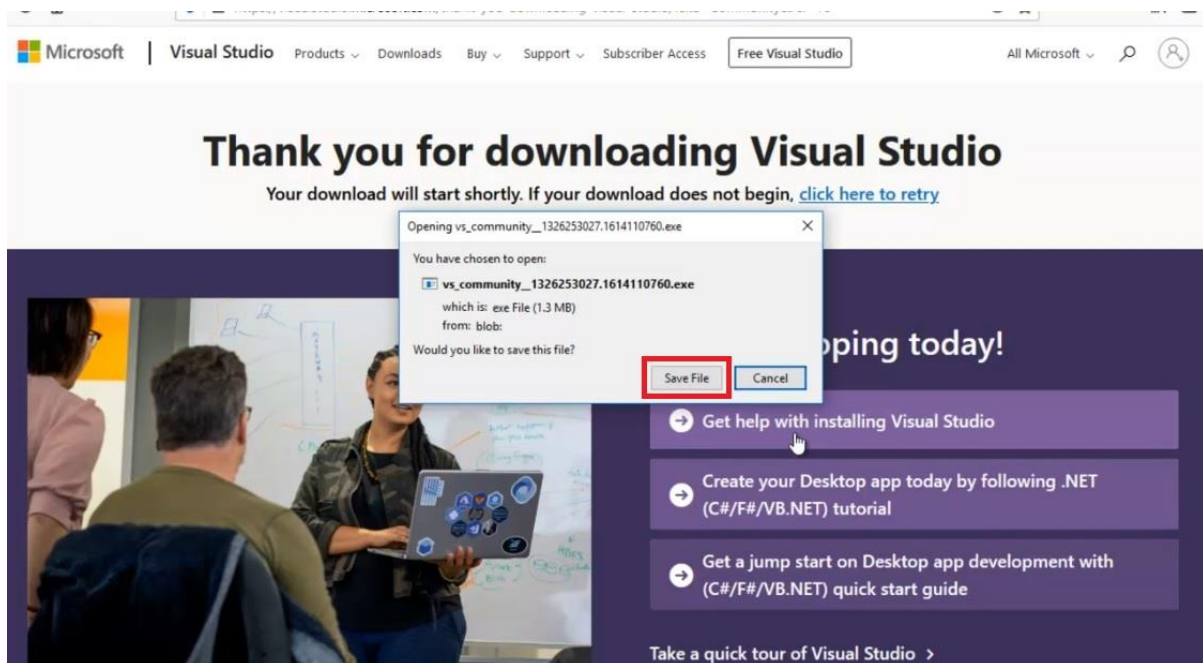 Microsoft | Visual Studio Products Downloads Buy Support Subscriber Access Free Visual Studio All Microsoft
Thank you for downloading Visual Studio
Your download will start shortly. If your download does not begin, click here to retry
Opening vs_community__1326253027.1614110760.exe
You have chosen to open:
vs_community__1326253027.1614110760.exe
which is: exe File (1.3 MB)
from: blob:
Would you like to save this file?
Save File Cancel
today!
Get help with installing Visual Studio
Create your Desktop app today by following .NET
(C#/F#/VB.NET) tutorial
Get a jump start on Desktop app development with
(C#/F#/VB.NET) quick start guide
Take a quick tour of Visual Studio >